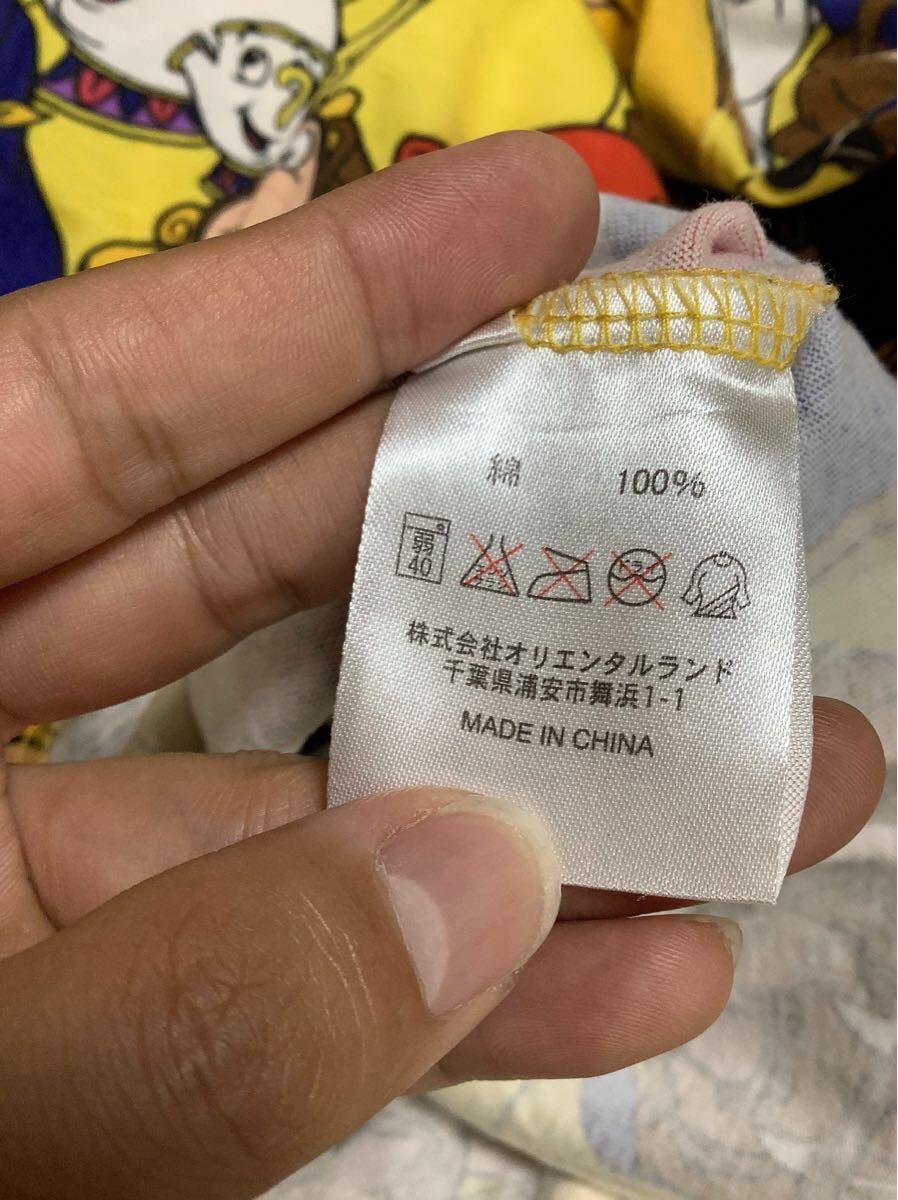 綿 100%
弱
40
株式会社オリエンタルランド
千葉県浦安市舞浜1-1
MADE IN CHINA